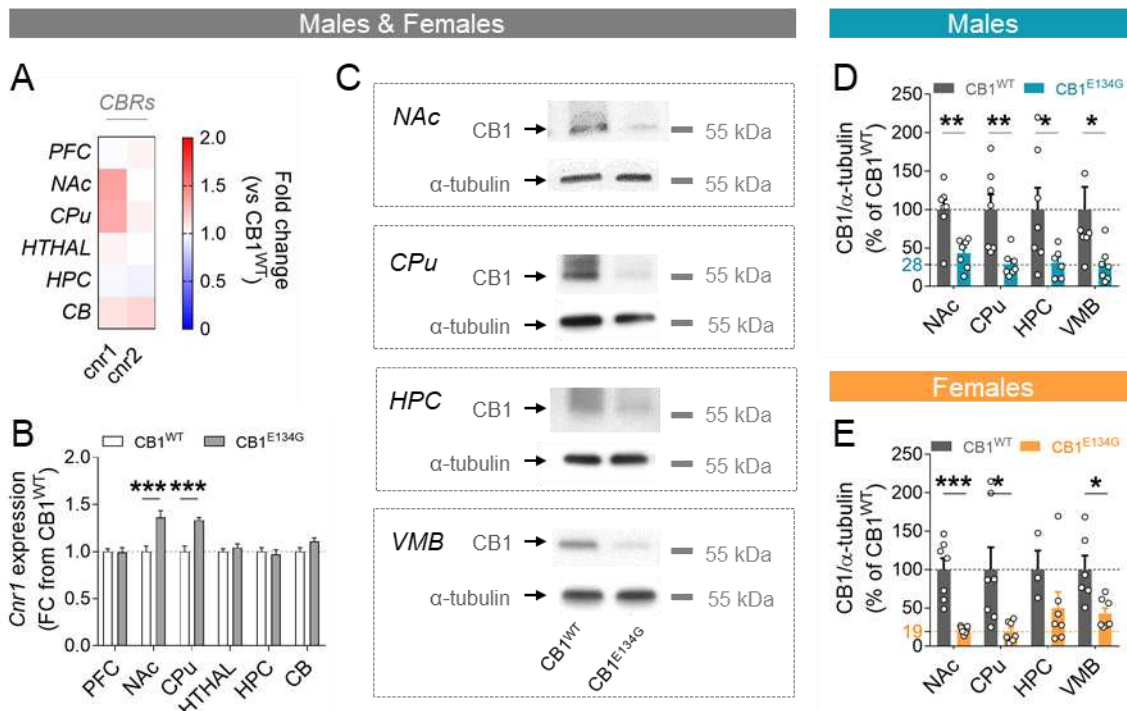 Males & Females
Males
A
CBRs
PFC
NAc
CPu
HTHAL
HPC
CB
cnr1
cnr2
2.0
1.5
1.0
0.5
0
Fold change
(vs CB1WT)
B
CB1WT
CB1E134G
Cnr1 expression
(FC from CB1WT)
2.0
1.5
1.0
0.5
0.0
***
***
PFC
NAc
CPu
HTHAL
HPC
CB
C
NAc
CB1
55 kDa
α-tubulin
55 kDa
CPu
CB1
55 kDa
α-tubulin
55 kDa
HPC
CB1
55 kDa
α-tubulin
55 kDa
VMB
CB1
55 kDa
α-tubulin
55 kDa
CB1WT
CB1E134G
D
CB1WT
CB1E134G
CB1/α-tubulin
(% of CB1WT)
250
200
150
100
50
28
0
**
**
*
*
NAc
CPu
HPC
VMB
Females
E
CB1WT
CB1E134G
CB1/α-tubulin
(% of CB1WT)
250
200
150
100
50
19
0
***
*
*
NAc
CPu
HPC
VMB